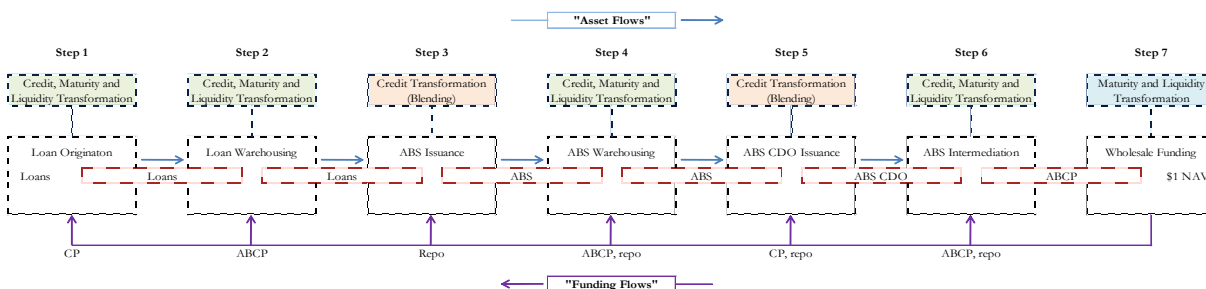 "Asset Flows"
Step 1 Step 2 Step 3 Step 4 Step 5 Step 6 Step 7
Credit, Maturity and Credit, Maturity and Credit Transformation Credit, Maturity and Credit Transformation Credit, Maturity and Maturity and Liquidity
Liquidity Transformation Liquidity Transformation (Blending) Liquidity Transformation (Blending) Liquidity Transformation Transformation
Loan Originaton Loan Warehousing ABS Issuance ABS Warehousing ABS CDO Issuance ABS Intermediation Wholesale Funding
Loans Loans Loans ABS ABS ABS CDO ABCP $1 NAV
CP ABCP Repo ABCP, repo CP, repo ABCP, repo
"Funding Flows"